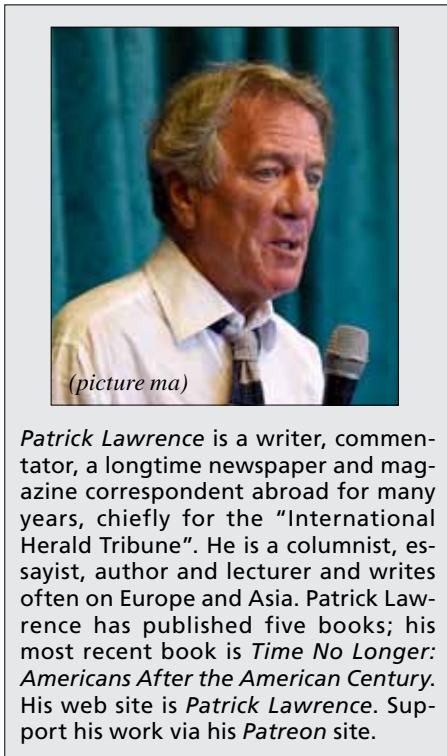 (picture ma)
Patrick Lawrence is a writer, commen-
tator, a longtime newspaper and mag-
azine correspondent abroad for many
years, chiefly for the "International
Herald Tribune". He is a columnist, es-
sayist, author and lecturer and writes
often on Europe and Asia. Patrick Law-
rence has published five books; his
most recent book is Time No Longer:
Americans After the American Century.
His web site is Patrick Lawrence. Sup-
port his work via his Patreon site.